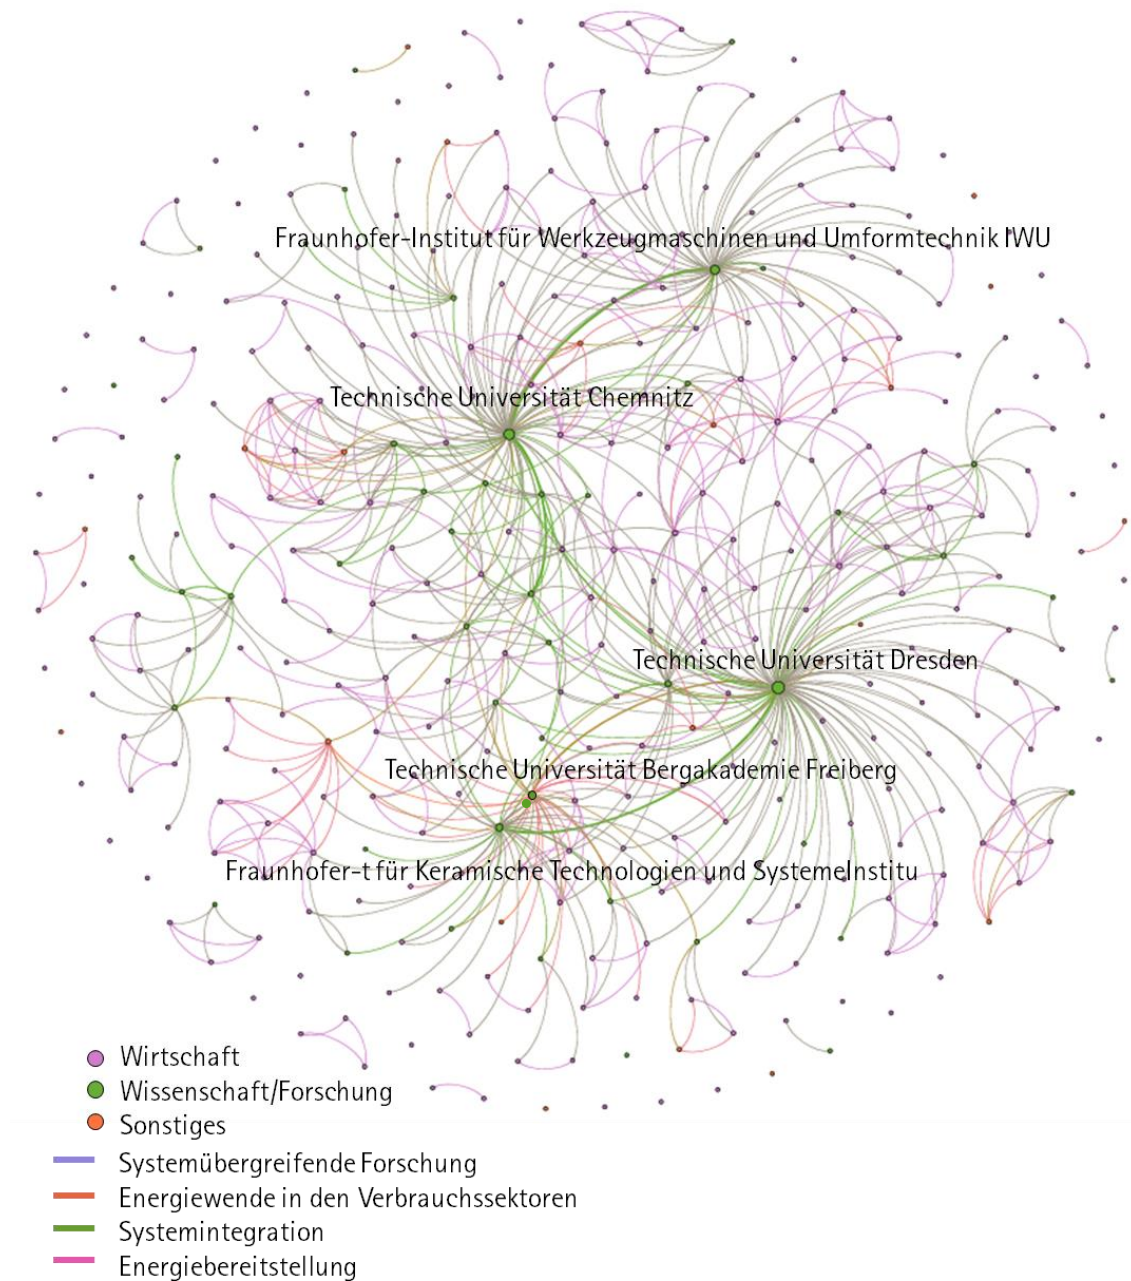 Fraunhofer-Institut für Werkzeugmaschinen und Umformtechnik IWU
Technische Universität Chemnitz
Technische Universität Dresden
Technische Universität Bergakademie Freiberg
Fraunhofer-t für Keramische Technologien und SystemeInstitu
Wirtschaft
Wissenschaft/Forschung
Sonstiges
Systemübergreifende Forschung
Energiewende in den Verbrauchssektoren
Systemintegration
Energiebereitstellung